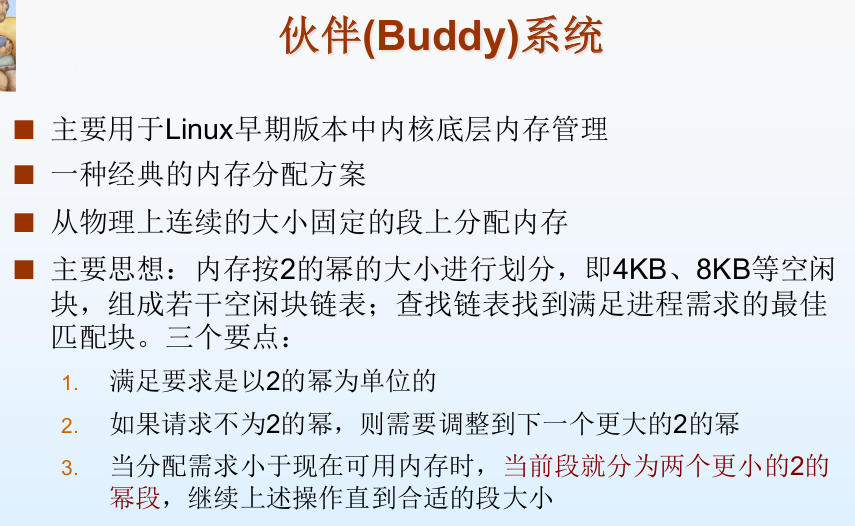 伙伴(Buddy)系统
■ 主要用于Linux早期版本中内核底层内存管理
■ 一种经典的内存分配方案
■ 从物理上连续的大小固定的段上分配内存
■ 主要思想：内存按2的幂的大小进行划分，即4KB、8KB等空闲
块，组成若干空闲块链表；查找链表找到满足进程需求的最佳
匹配块。三个要点：
1. 满足要求是以2的幂为单位的
2. 如果请求不为2的幂，则需要调整到下一个更大的2的幂
3. 当分配需求小于现在可用内存时，当前段就分为两个更小的2的
幂段，继续上述操作直到合适的段大小